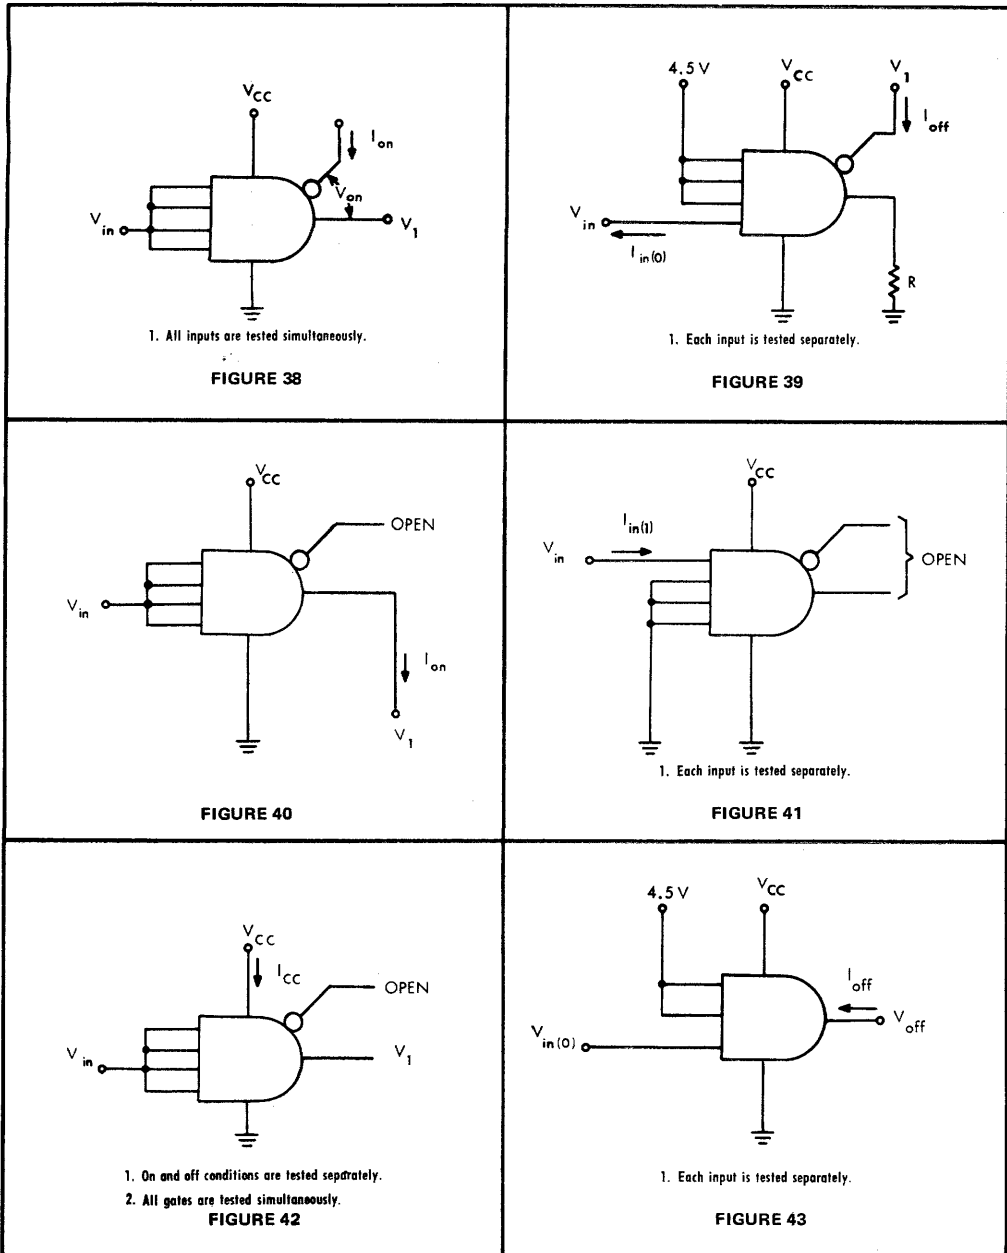 V_CC
I_on
V_on
V_in
V_1
1. All inputs are tested simultaneously.
FIGURE 38
4.5 V
V_CC
V_1
I_off
V_in
I_in(0)
R
1. Each input is tested separately.
FIGURE 39
V_CC
OPEN
V_in
I_on
V_1
FIGURE 40
V_CC
I_in(1)
V_in
OPEN
1. Each input is tested separately.
FIGURE 41
V_CC
I_CC
OPEN
V_in
V_1
1. On and off conditions are tested separately.
2. All gates are tested simultaneously.
FIGURE 42
4.5 V
V_CC
I_off
V_off
V_in(0)
1. Each input is tested separately.
FIGURE 43